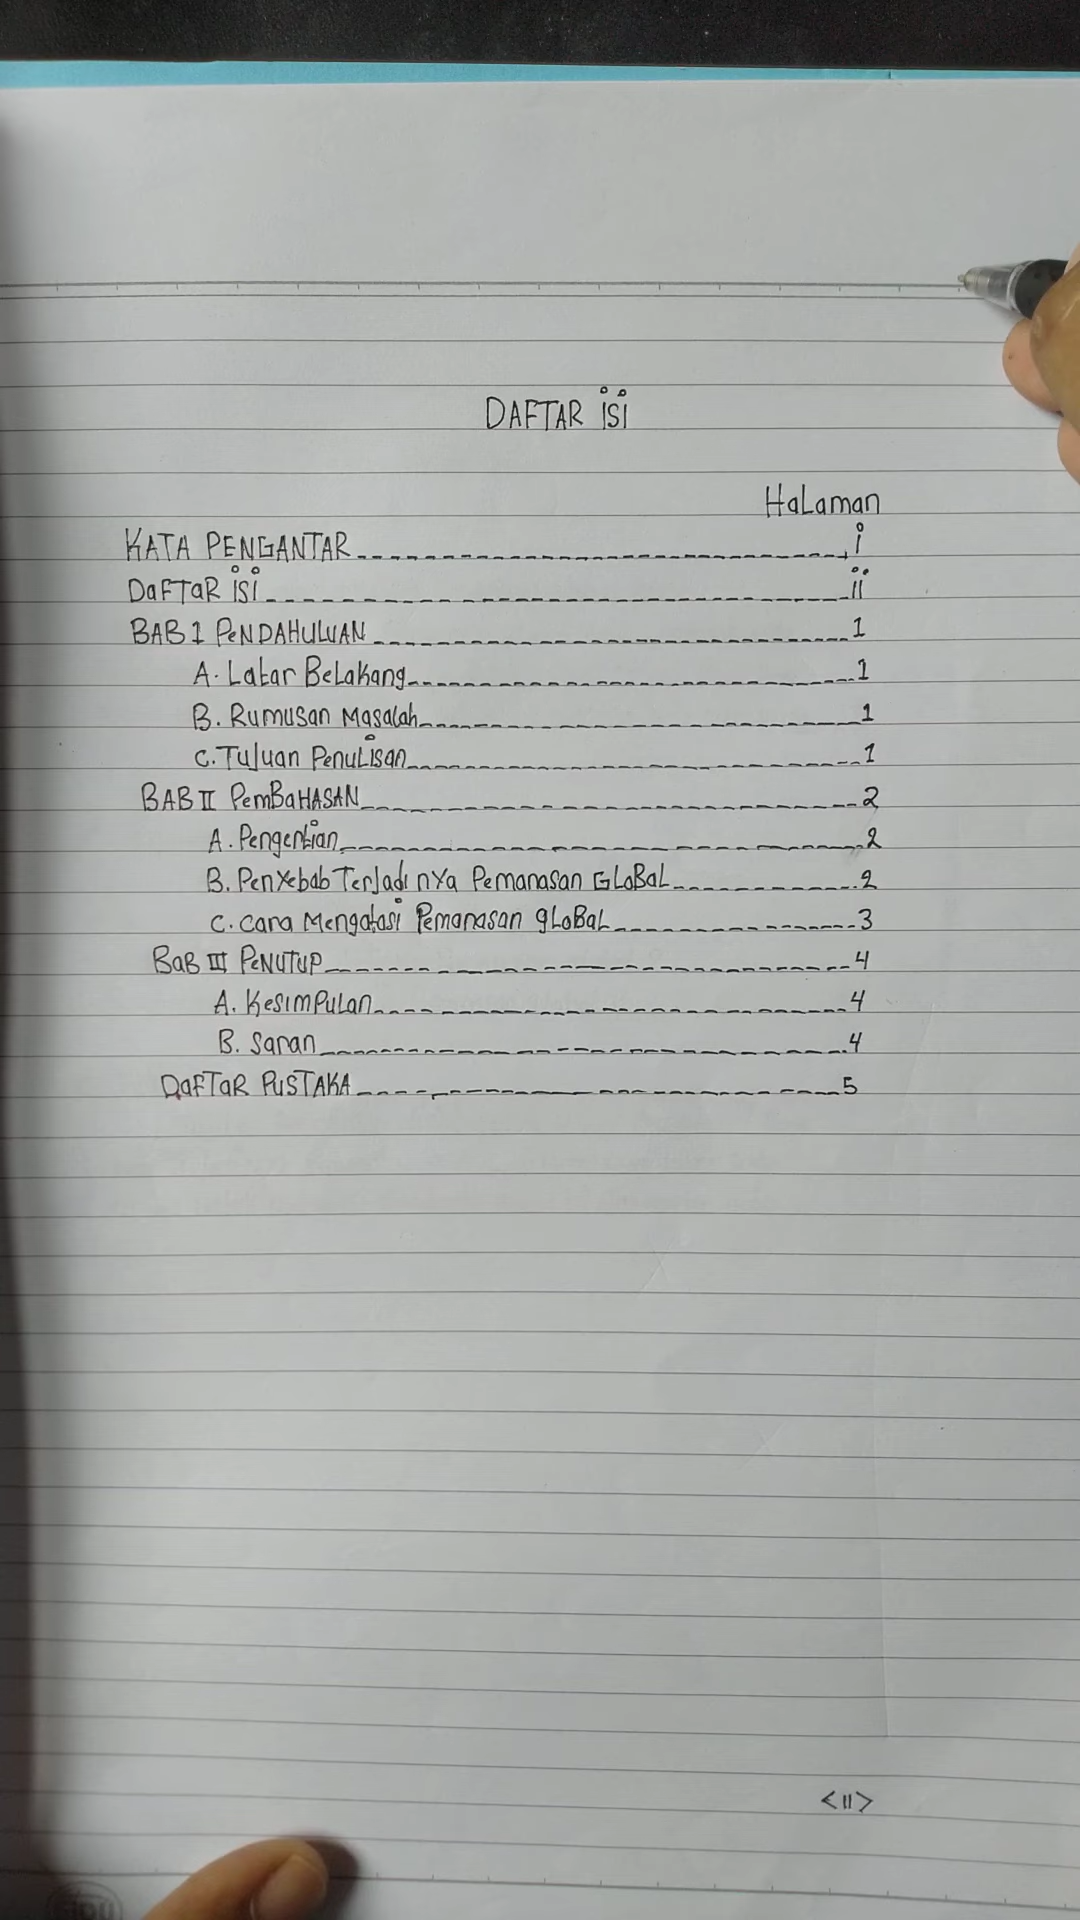 DAFTAR ISI
Halaman
KATA PENGANTAR i
DAFTAR ISI ii
BAB I PENDAHULUAN 1
A. Latar Belakang 1
B. Rumusan Masalah 1
C. Tujuan Penulisan 1
BAB II PEMBAHASAN 2
A. Pengertian 2
B. Penyebab Terjadinya Pemanasan Global 2
C. Cara Mengatasi Pemanasan Global 3
BAB III PENUTUP 4
A. Kesimpulan 4
B. Saran 4
DAFTAR PUSTAKA 5
<ii>